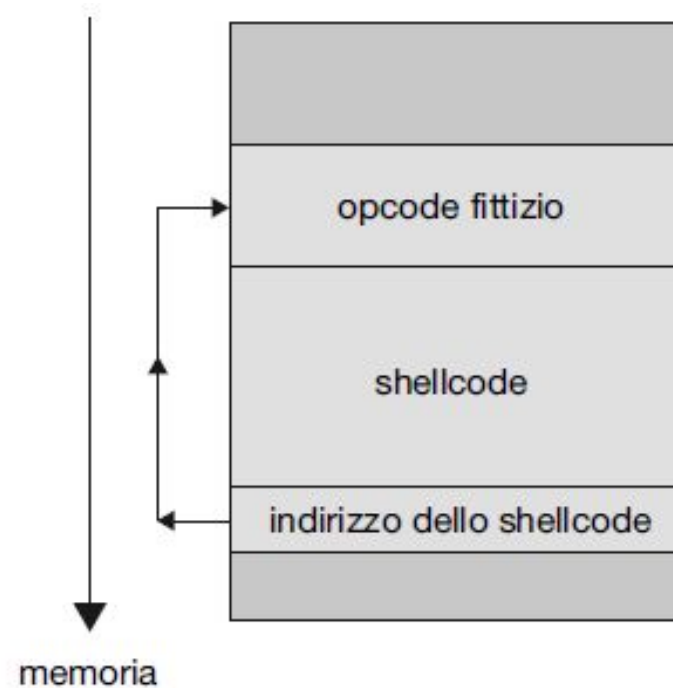 opcode fittizio
shellcode
indirizzo dello shellcode
memoria